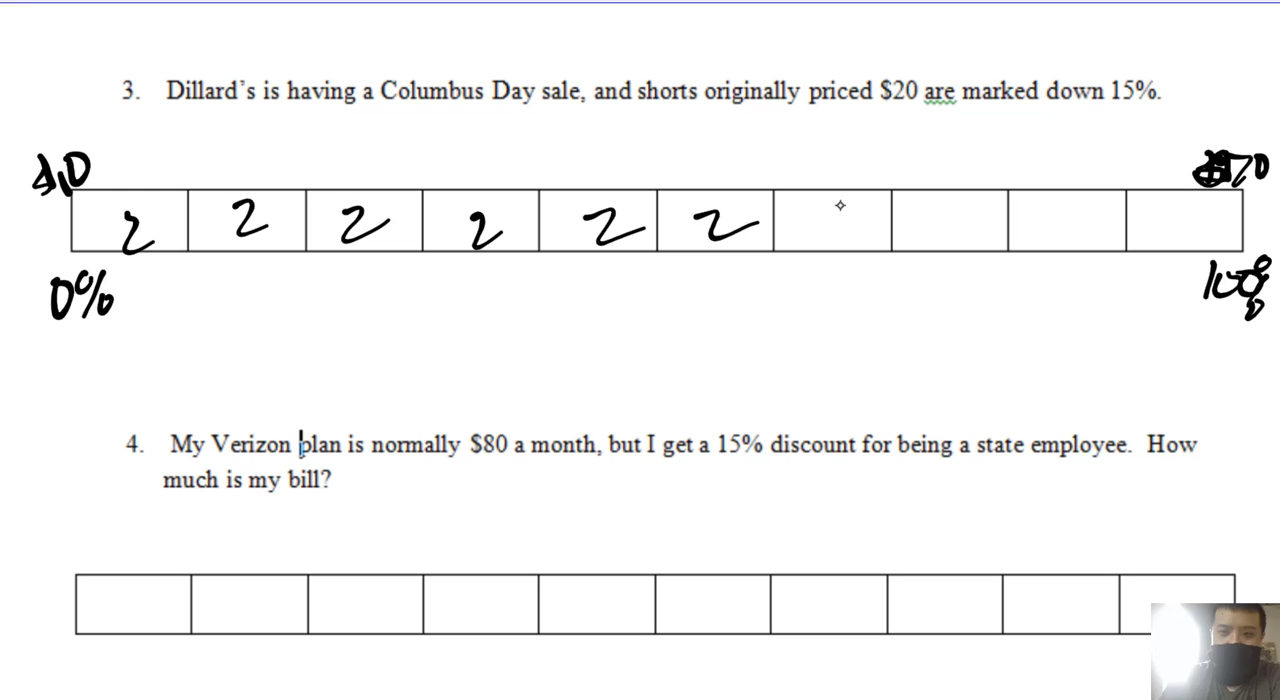 3. Dillard's is having a Columbus Day sale, and shorts originally priced $20 are marked down 15%.
2 2 2 2 2 2
0%
4. My Verizon plan is normally $80 a month, but I get a 15% discount for being a state employee. How
much is my bill?